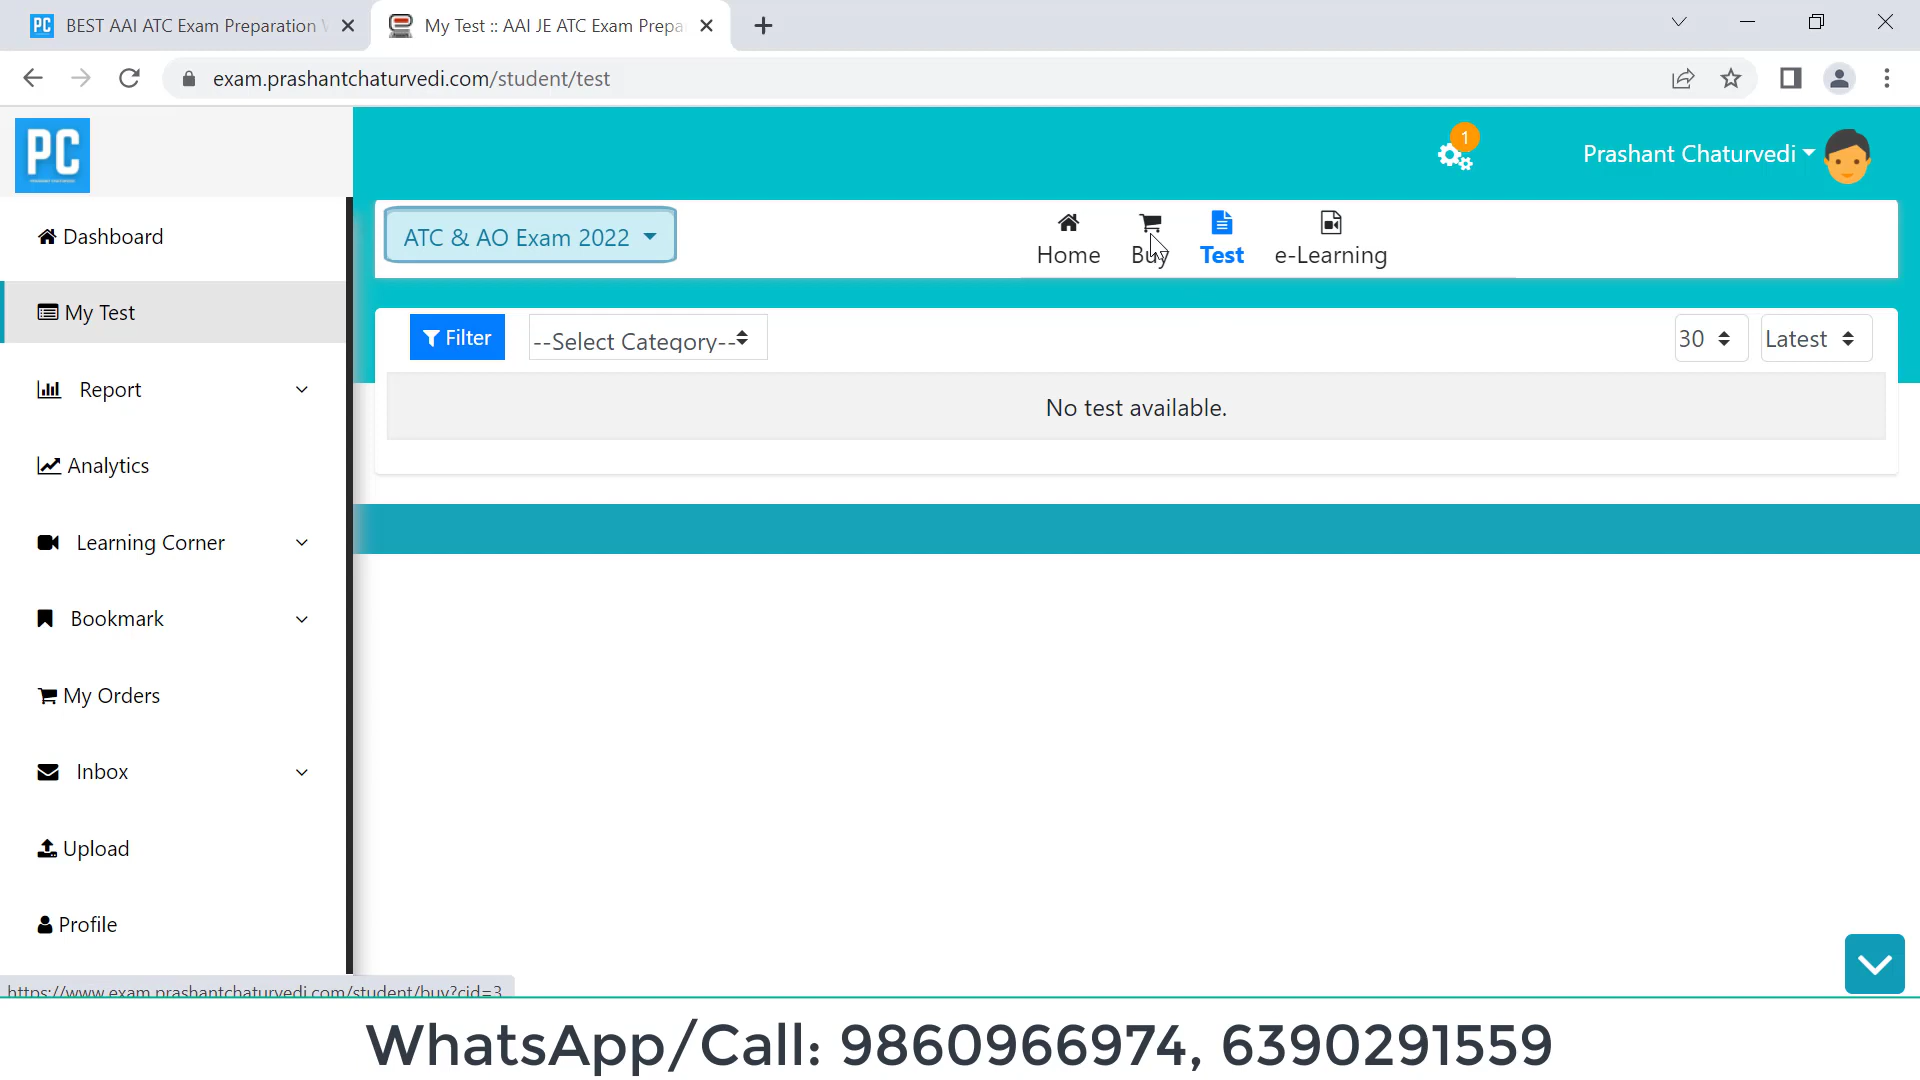 PC BEST AAI ATC Exam Preparation
My Test :: AAI JE ATC Exam Prepa
exam.prashantchaturvedi.com/student/test
PC
1
Prashant Chaturvedi
Dashboard
My Test
Report
Analytics
Learning Corner
Bookmark
My Orders
Inbox
Upload
Profile
ATC & AO Exam 2022
Home
Buy
Test
e-Learning
Filter
--Select Category--
30
Latest
No test available.
https://www.exam.prashantchaturvedi.com/student/buy?cid=3
WhatsApp/Call: 9860966974, 6390291559